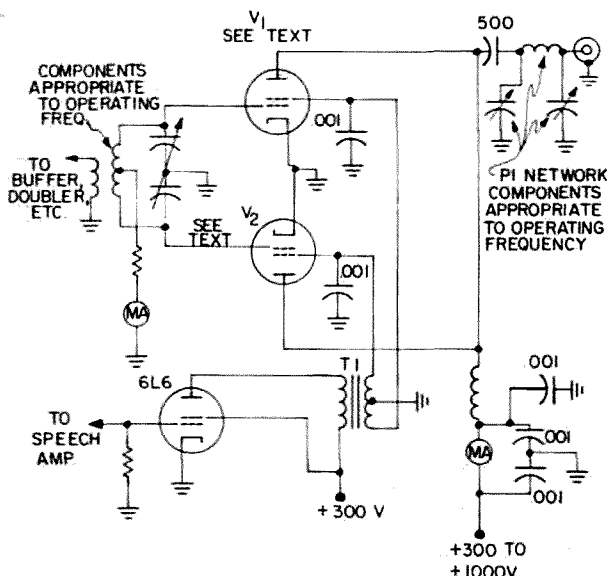 V1
SEE TEXT
500
COMPONENTS
APPROPRIATE
TO OPERATING
FREQ.
.001
TO
BUFFER,
DOUBLER,
ETC.
PI NETWORK
COMPONENTS
APPROPRIATE
TO OPERATING
FREQUENCY
SEE
TEXT
V2
.001
MA
6L6
T1
.001
TO
SPEECH
AMP.
.001
MA
.001
+300 V
+300 TO
+1000V